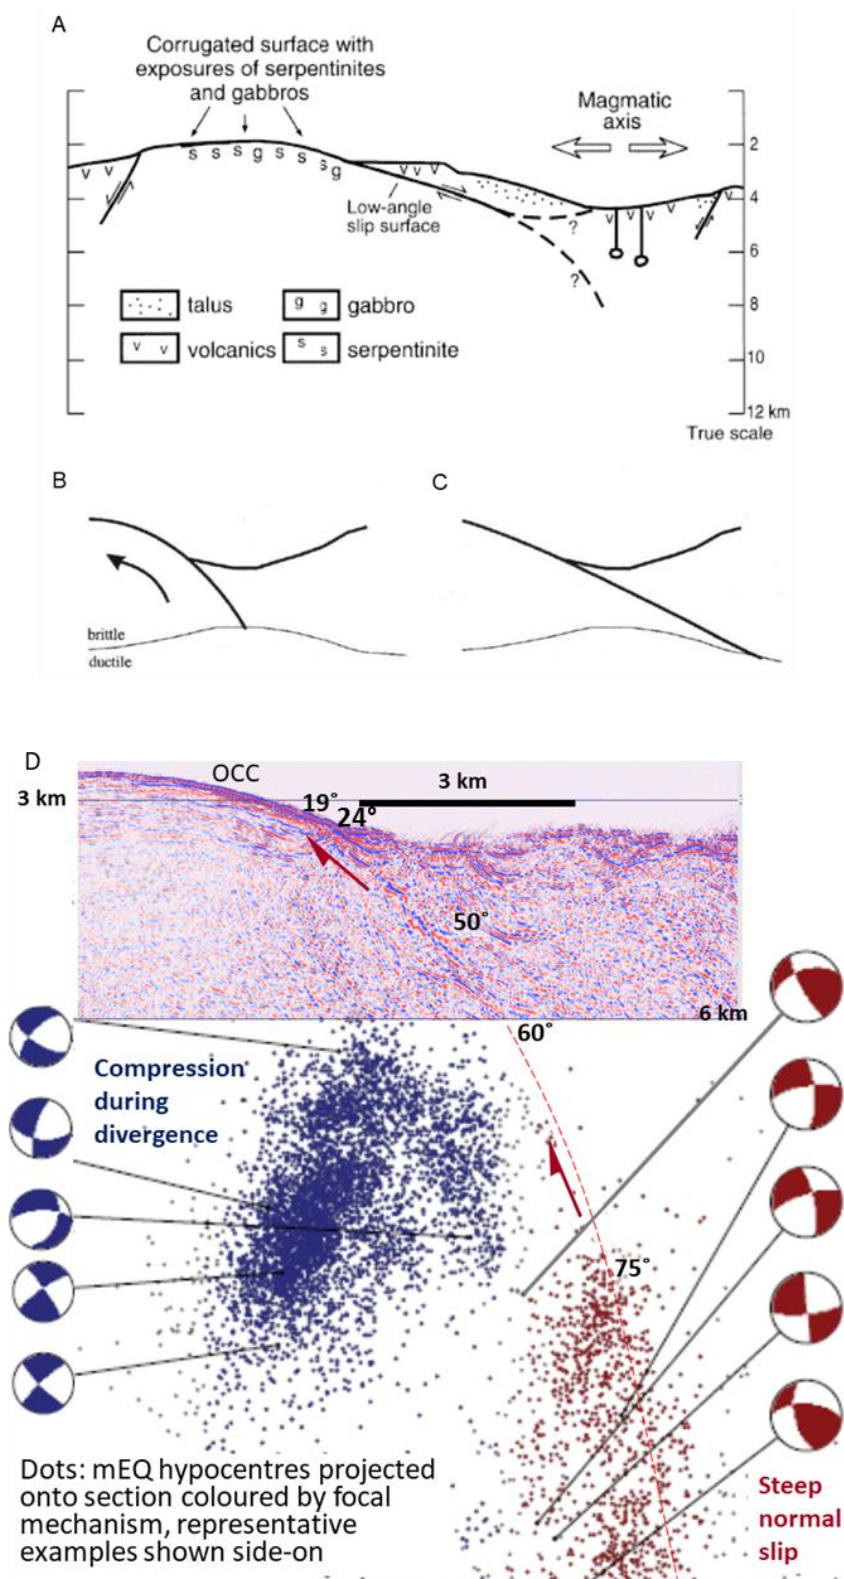 A
Corrugated surface with
exposures of serpentinites
and gabbros
Magmatic
axis
s s s g s s s g
v v
v v v
v v v v
v
2
4
Low-angle
slip surface
?
6
?
talus
g g
gabbro
8
v v
volcanics
s s
serpentinite
10
12 km
True scale
B
C
brittle
ductile
D
OCC
3 km
3 km
19°
24°
50°
6 km
60°
Compression
during
divergence
75°
Dots: mEQ hypocentres projected
onto section coloured by focal
mechanism, representative
examples shown side-on
Steep
normal
slip